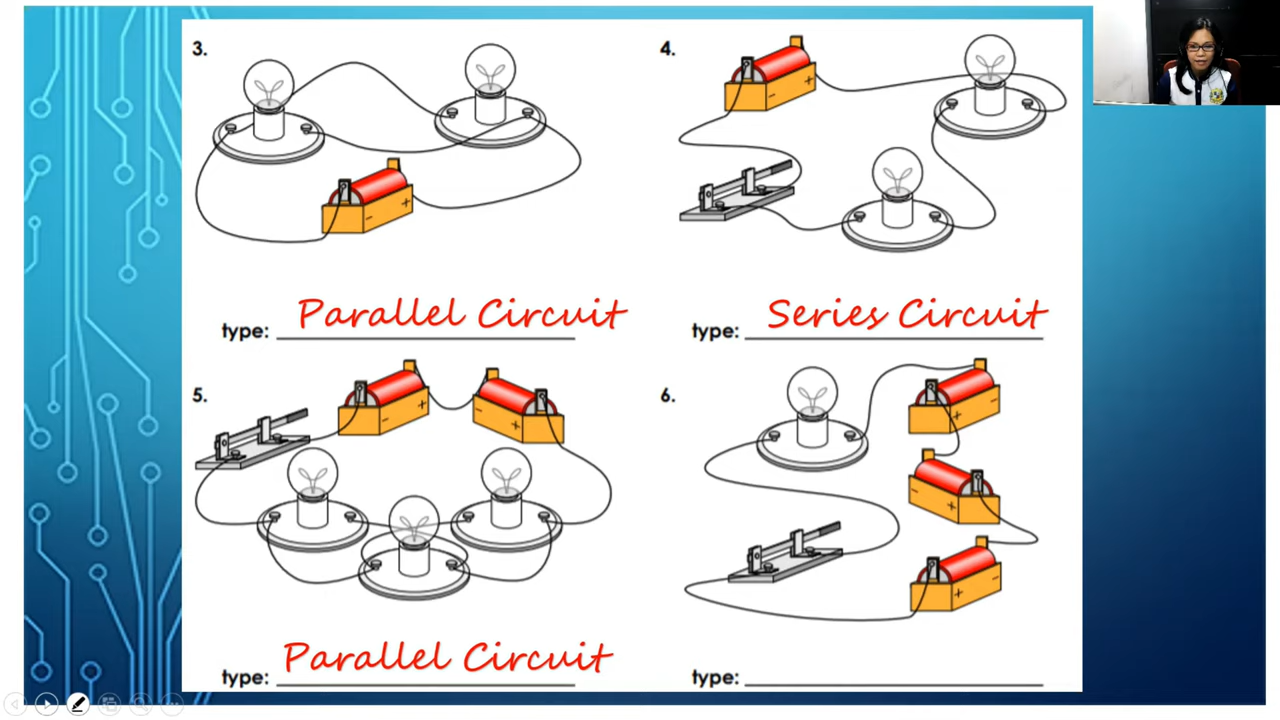 3.
4.
type: Parallel Circuit
type: Series Circuit
5.
6.
type: Parallel Circuit
type: